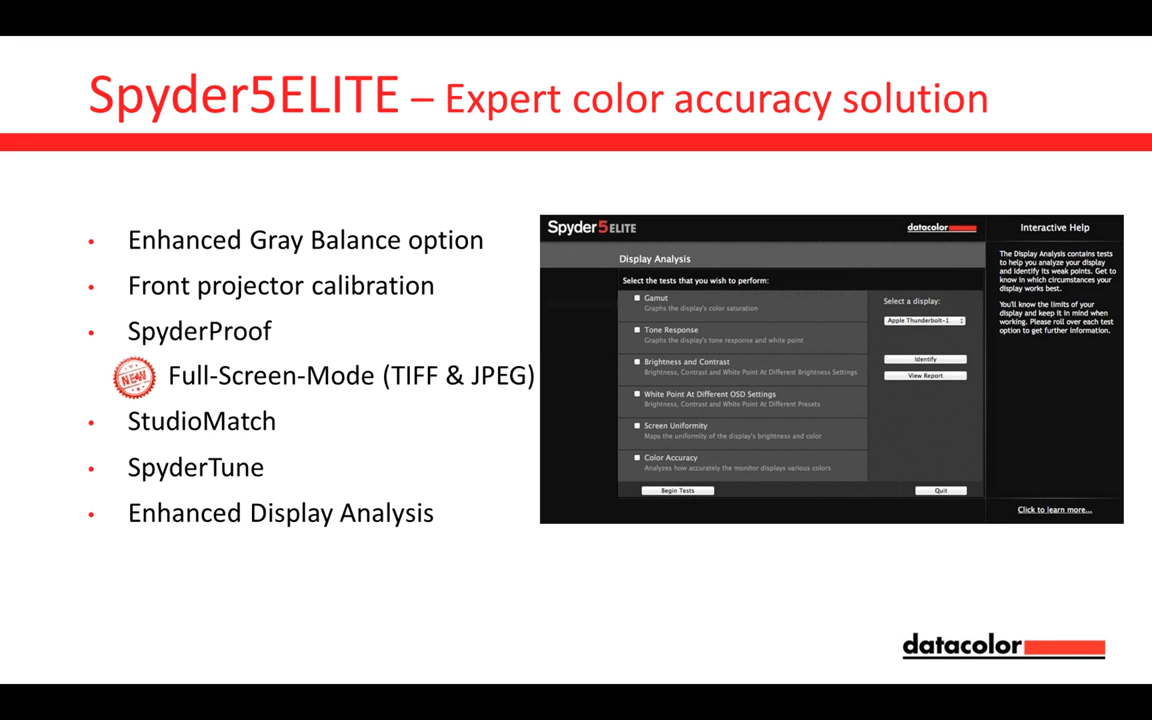 Spyder5ELITE – Expert color accuracy solution
• Enhanced Gray Balance option
• Front projector calibration
• SpyderProof
NEW Full-Screen-Mode (TIFF & JPEG)
• StudioMatch
• SpyderTune
• Enhanced Display Analysis
Spyder5ELITE
datacolor
Display Analysis
Select the tests that you wish to perform:
Gamut
Graphs the display's color saturation
Tone Response
Graphs the display's tone response and white point
Brightness and Contrast
Brightness, Contrast and White Point At Different Brightness Settings
White Point At Different OSD Settings
Brightness, Contrast and White Point At Different Presets
Screen Uniformity
Maps the uniformity of the display's brightness and color
Color Accuracy
Analyzes how accurately the monitor displays various colors
Begin Tests
Select a display:
Apple Thunderbolt-1
Identify
View Report
Quit
Interactive Help
The Display Analysis contains tests
to help you analyze your display
and identify its weak points. Get to
know in which circumstances your
display works best.
You'll know the limits of your
display and keep it in mind when
working. Please roll over each test
option to get further information.
Click to learn more...
datacolor